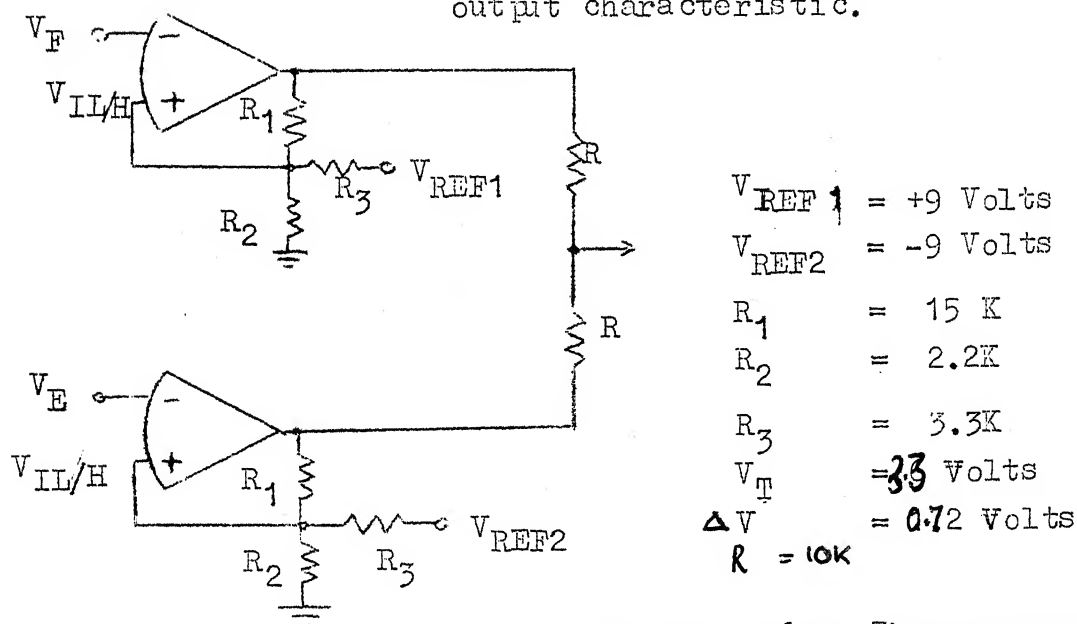 output characteristic.
V_F
−
V_IL/H
+
R_1
R_3
V_REF1
R_2
R
R
V_E
−
V_IL/H
+
R_1
R_3
V_REF2
R_2
V_REF 1 = +9 Volts
V_REF2 = -9 Volts
R_1 = 15 K
R_2 = 2.2K
R_3 = 3.3K
V_T = 3.3 Volts
ΔV = 0.72 Volts
R = 10K